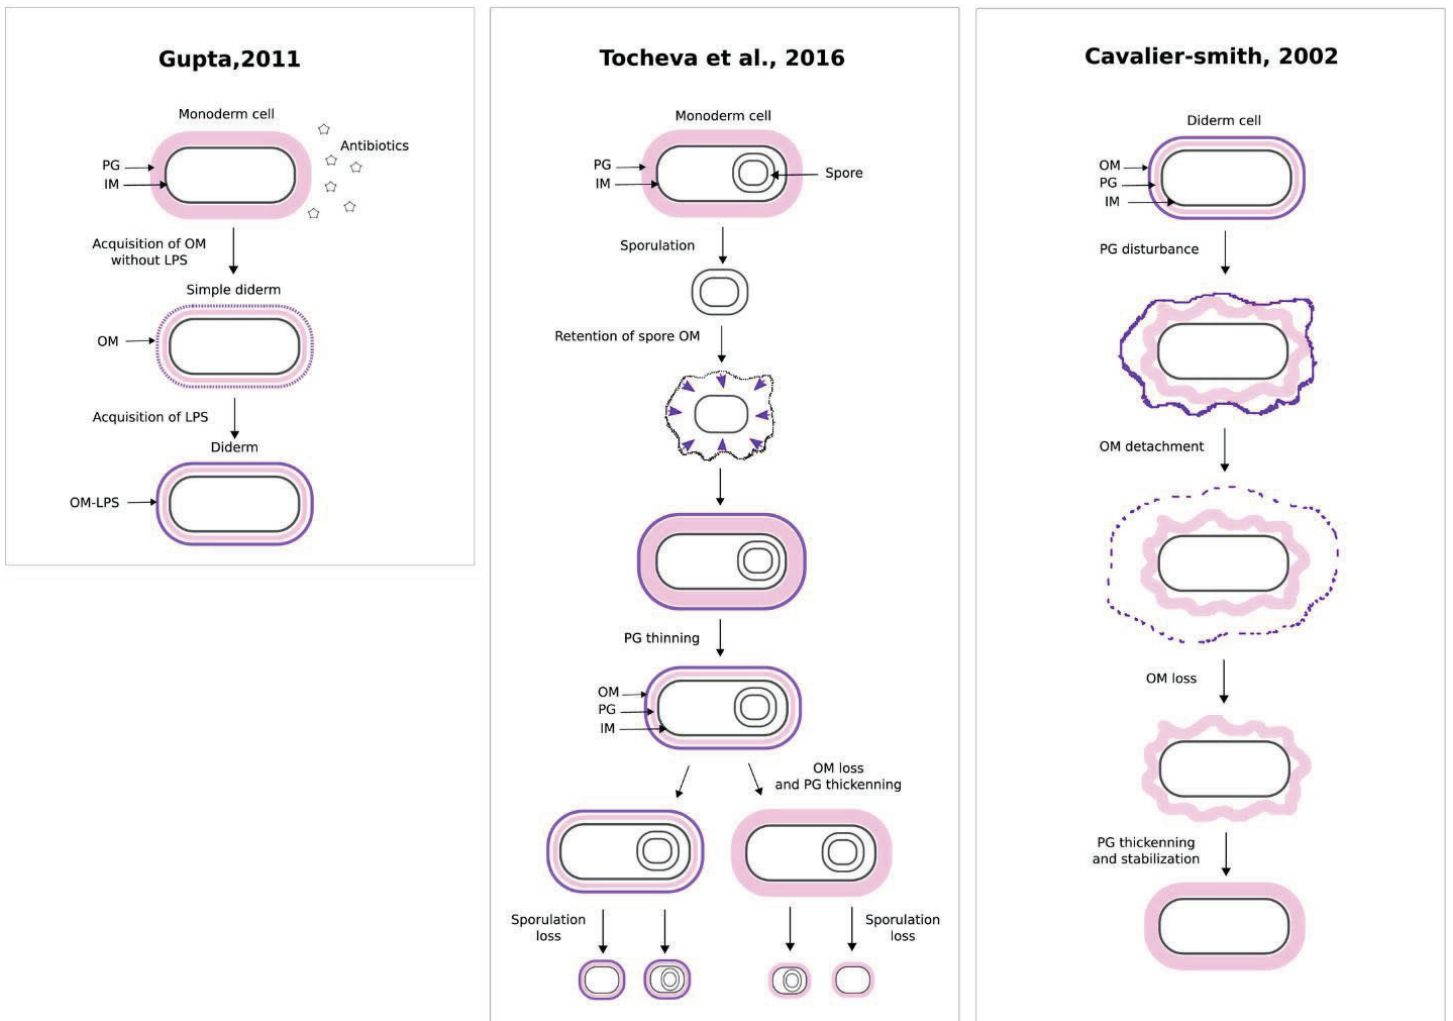 Gupta,2011
Monoderm cell
Antibiotics
PG
IM
Acquisition of OM
without LPS
Simple diderm
OM
Acquisition of LPS
Diderm
OM-LPS
Tocheva et al., 2016
Monoderm cell
PG
IM
Spore
Sporulation
Retention of spore OM
PG thinning
OM
PG
IM
OM loss
and PG thickenning
Sporulation
loss
Sporulation
loss
Cavalier-smith, 2002
Diderm cell
OM
PG
IM
PG disturbance
OM detachment
OM loss
PG thickenning
and stabilization